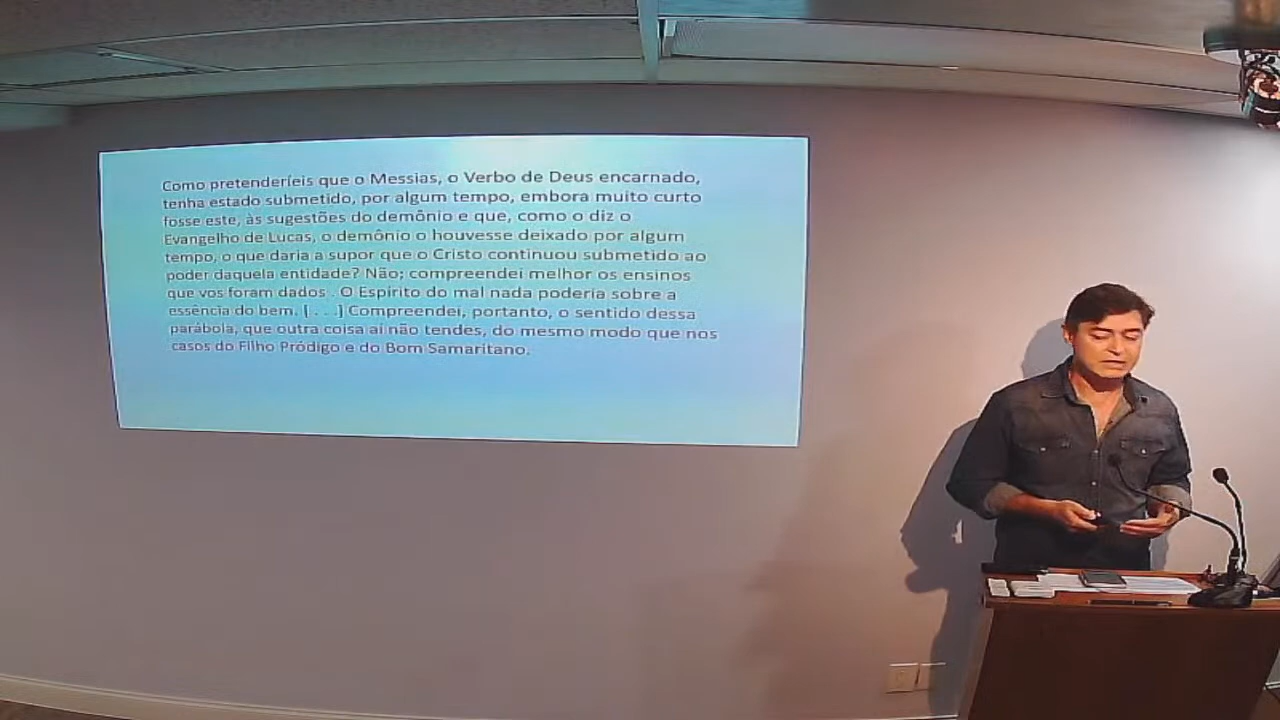 Como pretenderíeis que o Messias, o Verbo de Deus encarnado,
tenha estado submetido, por algum tempo, embora muito curto
fosse este, às sugestões do demônio e que, como o diz o
Evangelho de Lucas, o demônio o houvesse deixado por algum
tempo, o que daria a supor que o Cristo continuou submetido ao
poder daquela entidade? Não; compreendei melhor os ensinos
que vos foram dados . O Espírito do mal nada poderia sobre a
essência do bem. [ . . .] Compreendei, portanto, o sentido dessa
parábola, que outra coisa aí não tendes, do mesmo modo que nos
casos do Filho Pródigo e do Bom Samaritano.